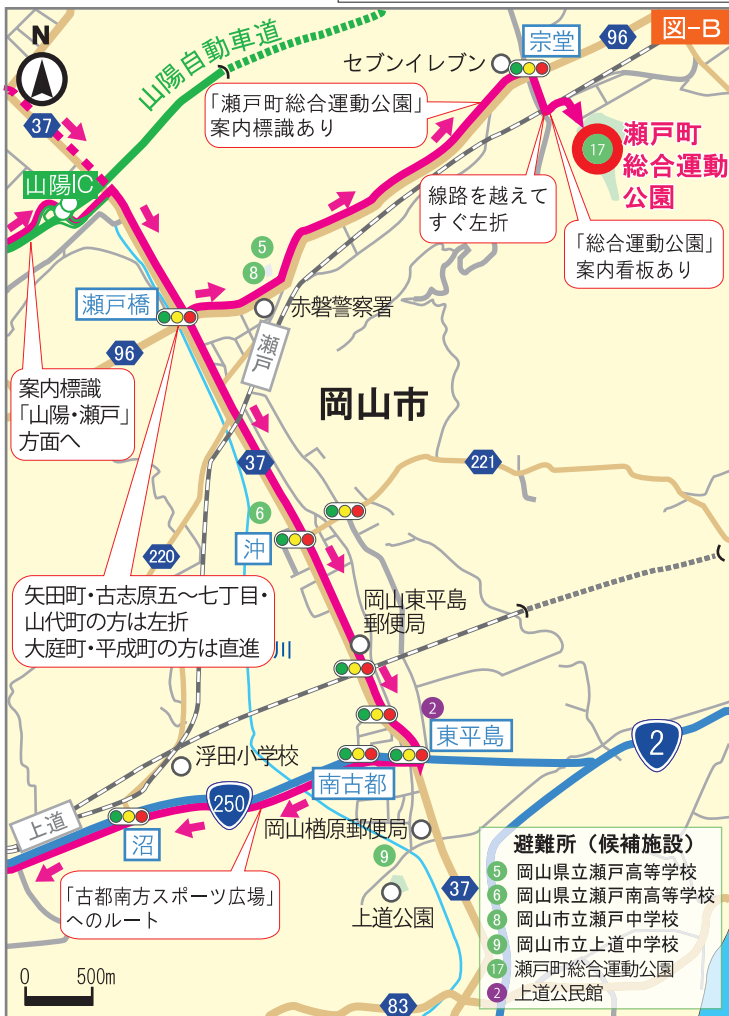 図-B
N
山陽自動車道
セブンイレブン
宗堂
96
37
「瀬戸町総合運動公園」
案内標識あり
17
瀬戸町
総合運動
公園
山陽IC
線路を越えて
すぐ左折
「総合運動公園」
案内看板あり
5
8
瀬戸橋
赤磐警察署
96
瀬戸
案内標識
「山陽・瀬戸」
方面へ
岡山市
37
221
6
沖
220
矢田町・古志原五～七丁目・
山代町の方は左折
大庭町・平成町の方は直進
川
岡山東平島
郵便局
2
東平島
2
浮田小学校
南古都
250
上道
沼
岡山楢原郵便局
9
「古都南方スポーツ広場」
へのルート
上道公園
37
83
0 500m
避難所（候補施設）
5 岡山県立瀬戸高等学校
6 岡山県立瀬戸南高等学校
8 岡山市立瀬戸中学校
9 岡山市立上道中学校
17 瀬戸町総合運動公園
2 上道公民館